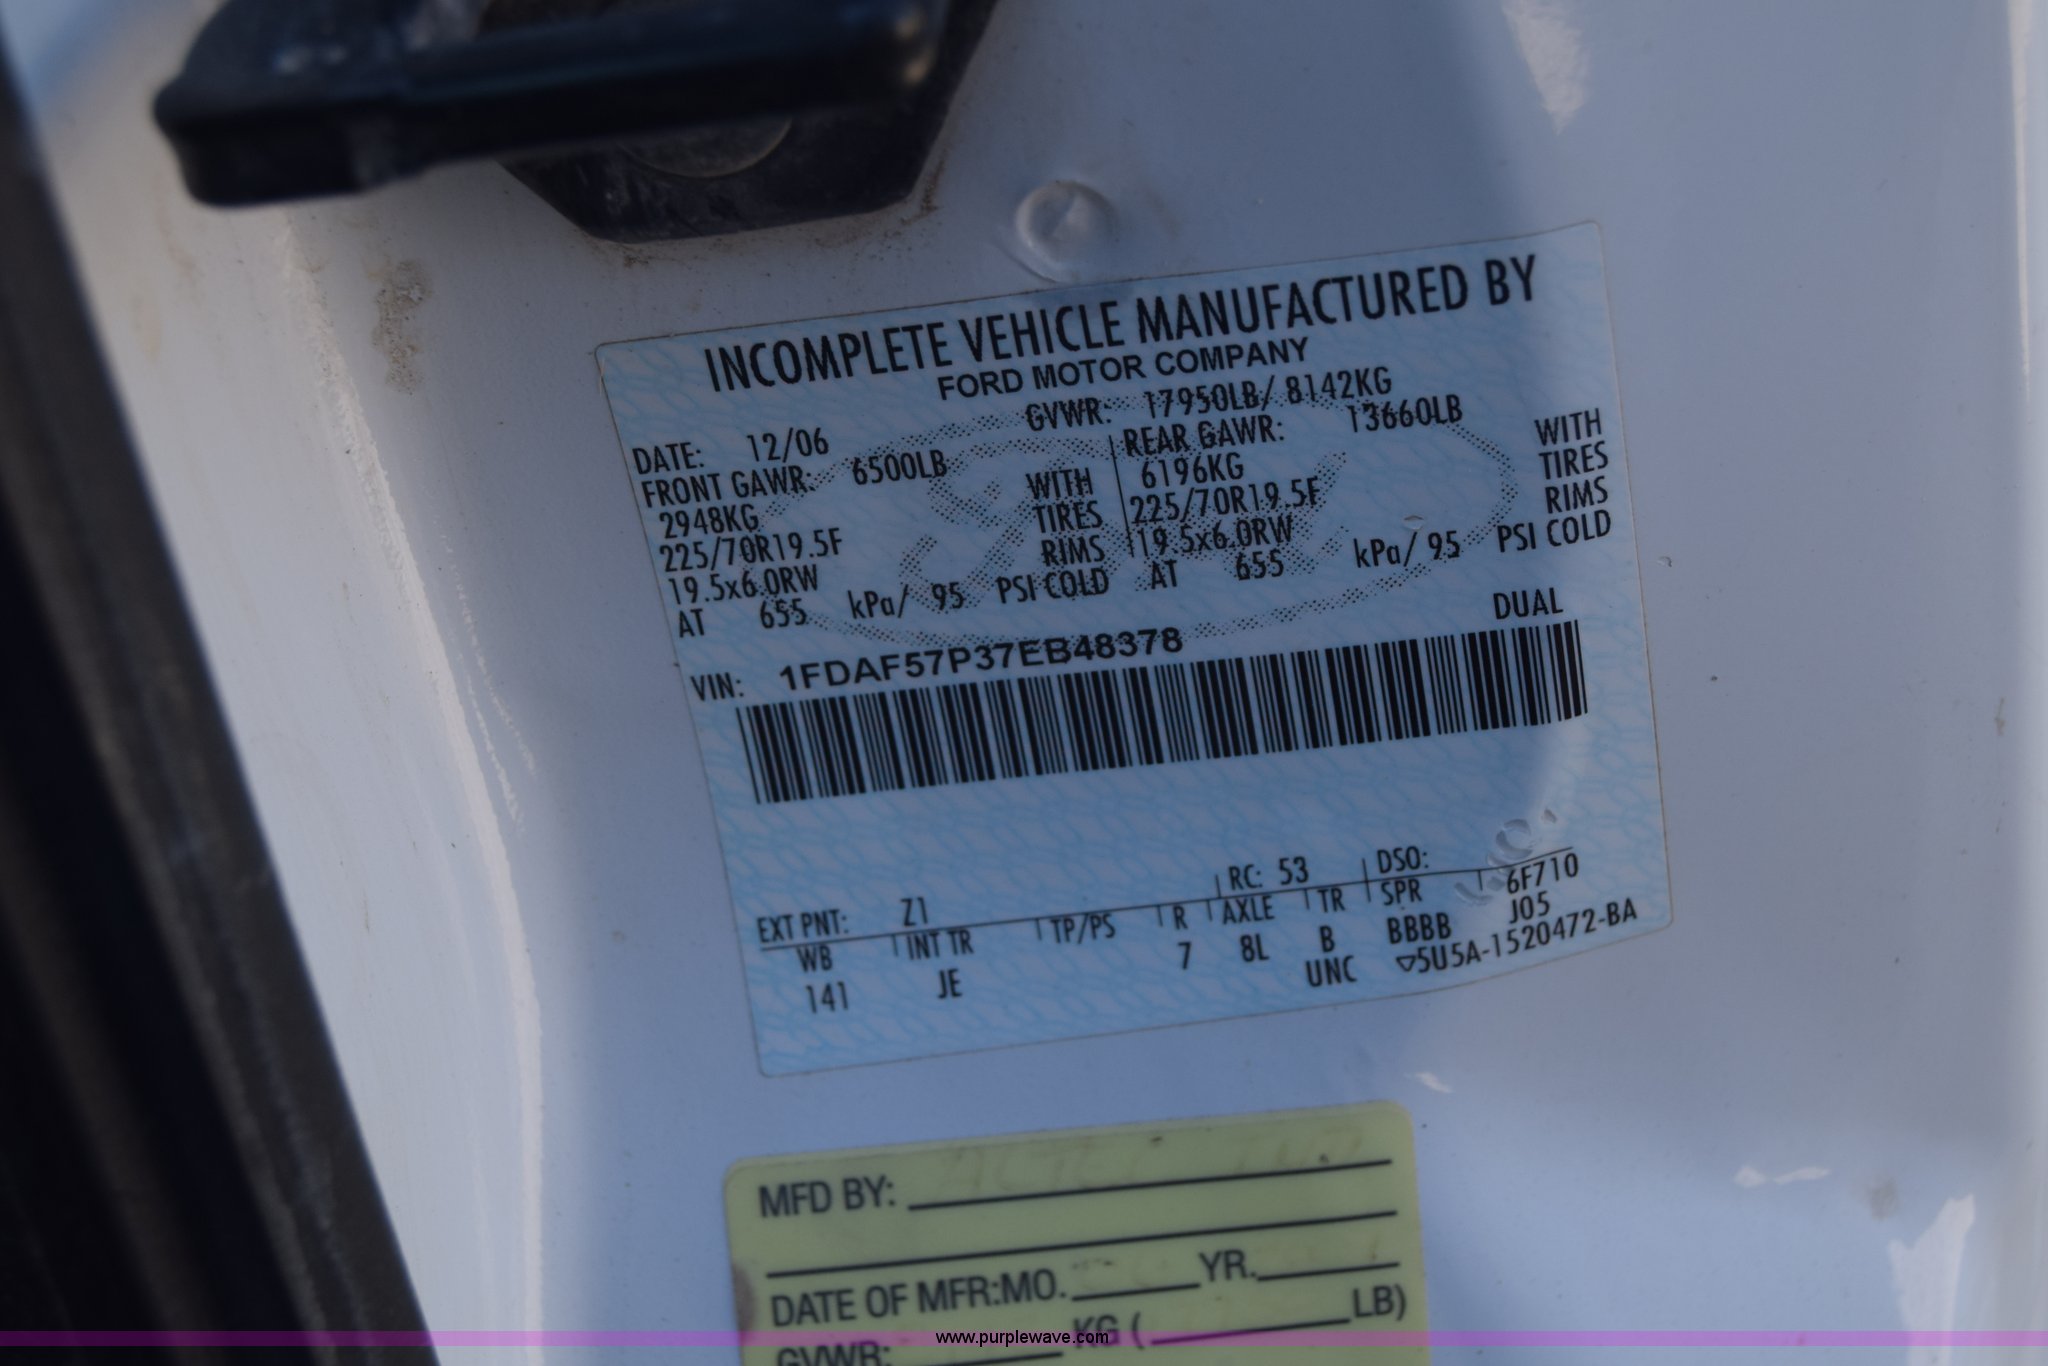 INCOMPLETE VEHICLE MANUFACTURED BY
FORD MOTOR COMPANY
DATE: 12/06 GVWR: 17950LB/ 8142KG
FRONT GAWR: 6500LB REAR GAWR: 13660LB
2948KG WITH 6196KG WITH
225/70R19.5F TIRES 225/70R19.5F TIRES
19.5x6.0RW RIMS 19.5x6.0RW RIMS
AT 655 kPa/ 95 PSI COLD AT 655 kPa/ 95 PSI COLD
DUAL
VIN: 1FDAF57P37EB48378
EXT PNT: Z1 RC: 53 DSO:
WB INT TR TP/PS R AXLE TR SPR 6F710
141 JE 7 8L B BBBB J05
UNC 5U5A-1520472-BA
MFD BY:
DATE OF MFR:MO. YR.
GVWR: KG ( LB)
www.purplewave.com